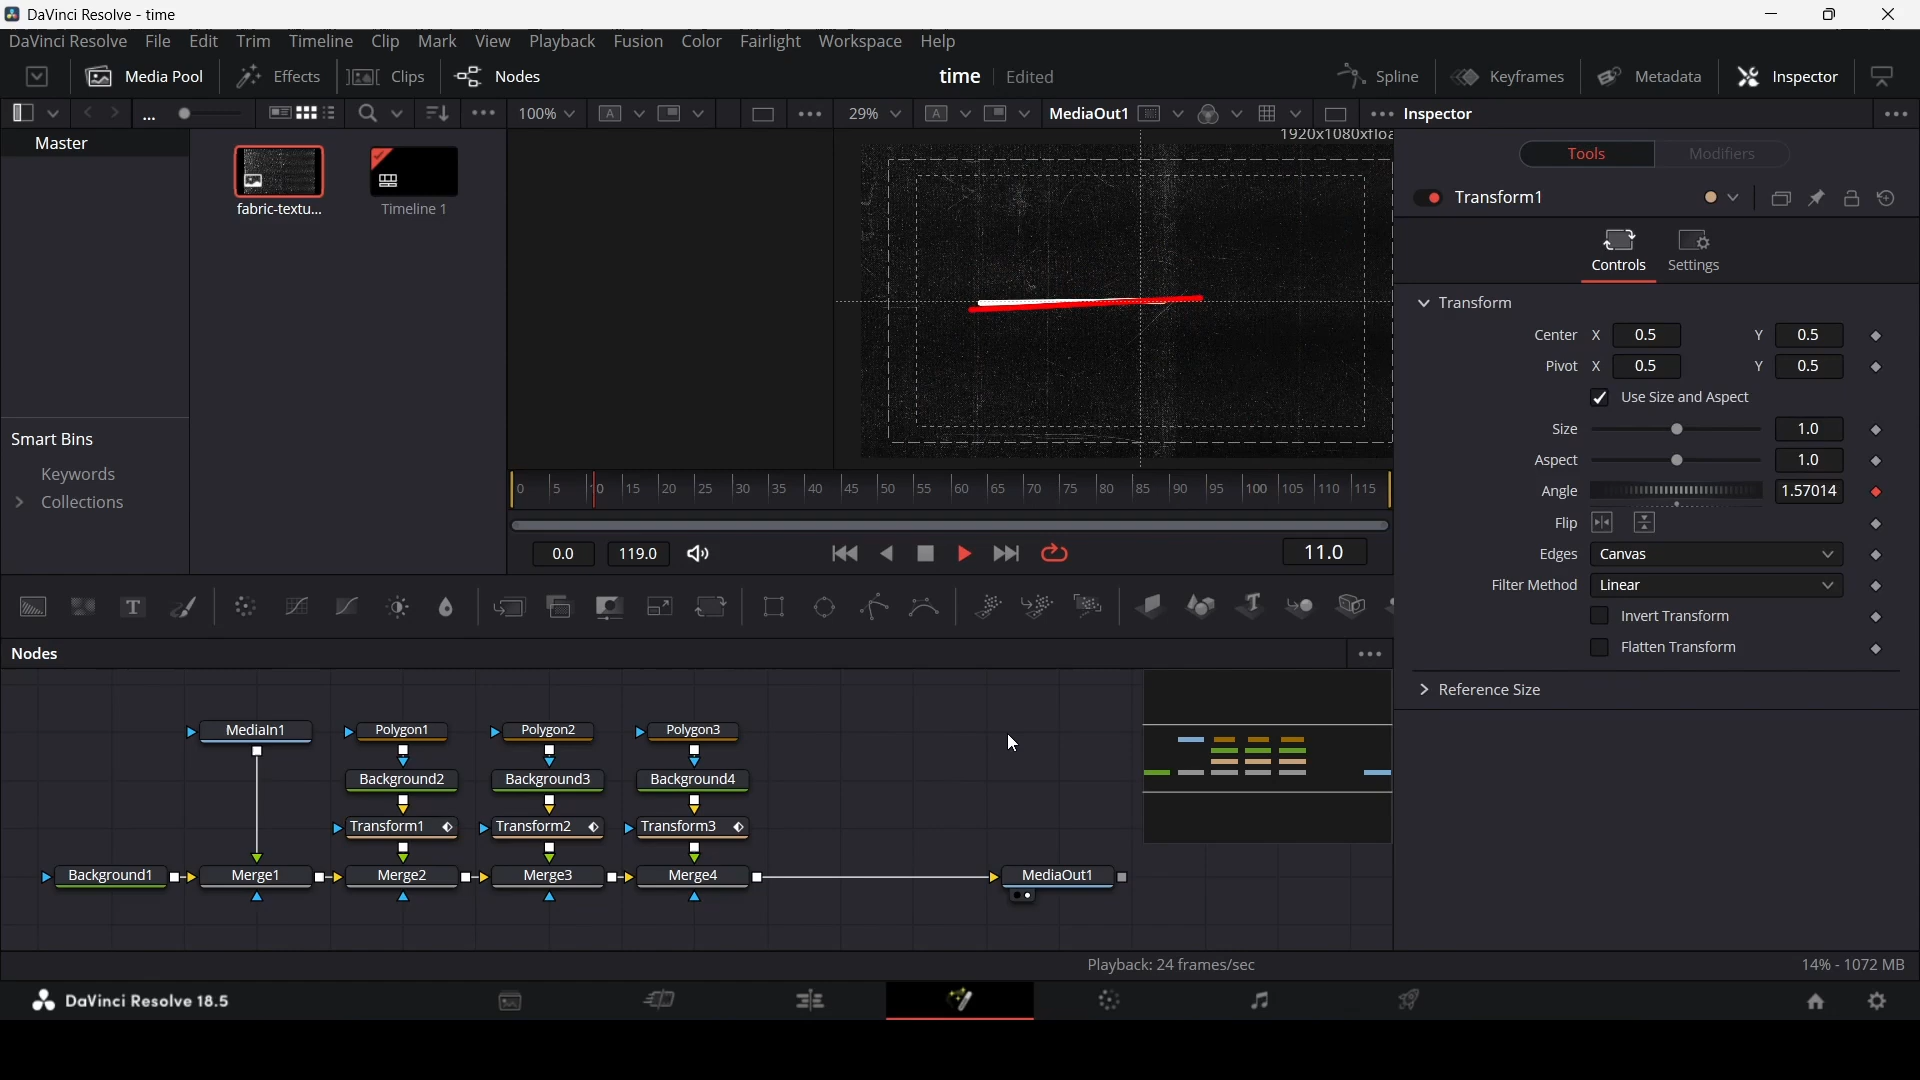 DaVinci Resolve - time
DaVinci Resolve File Edit Trim Timeline Clip Mark View Playback Fusion Color Fairlight Workspace Help
Media Pool Effects Clips Nodes time Edited Spline Keyframes Metadata Inspector
... 100% A 29% A MediaOut1 Inspector
Master
1920x1080xfloa
Tools Modifiers
Transform1
fabric-textu... Timeline 1
Controls Settings
Transform
Center X 0.5 Y 0.5
Pivot X 0.5 Y 0.5
Use Size and Aspect
Size 1.0
Aspect 1.0
Angle 1.57014
Flip
Edges Canvas
Filter Method Linear
Invert Transform
Flatten Transform
Reference Size
Smart Bins
Keywords
Collections
0 5 0 15 20 25 30 35 40 45 50 55 60 65 70 75 80 85 90 95 100 105 110 115
0.0 119.0 11.0
T T
Nodes
MediaIn1 Polygon1 Polygon2 Polygon3
Background2 Background3 Background4
Transform1 Transform2 Transform3
Background1 Merge1 Merge2 Merge3 Merge4 MediaOut1
Playback: 24 frames/sec 14% - 1072 MB
DaVinci Resolve 18.5